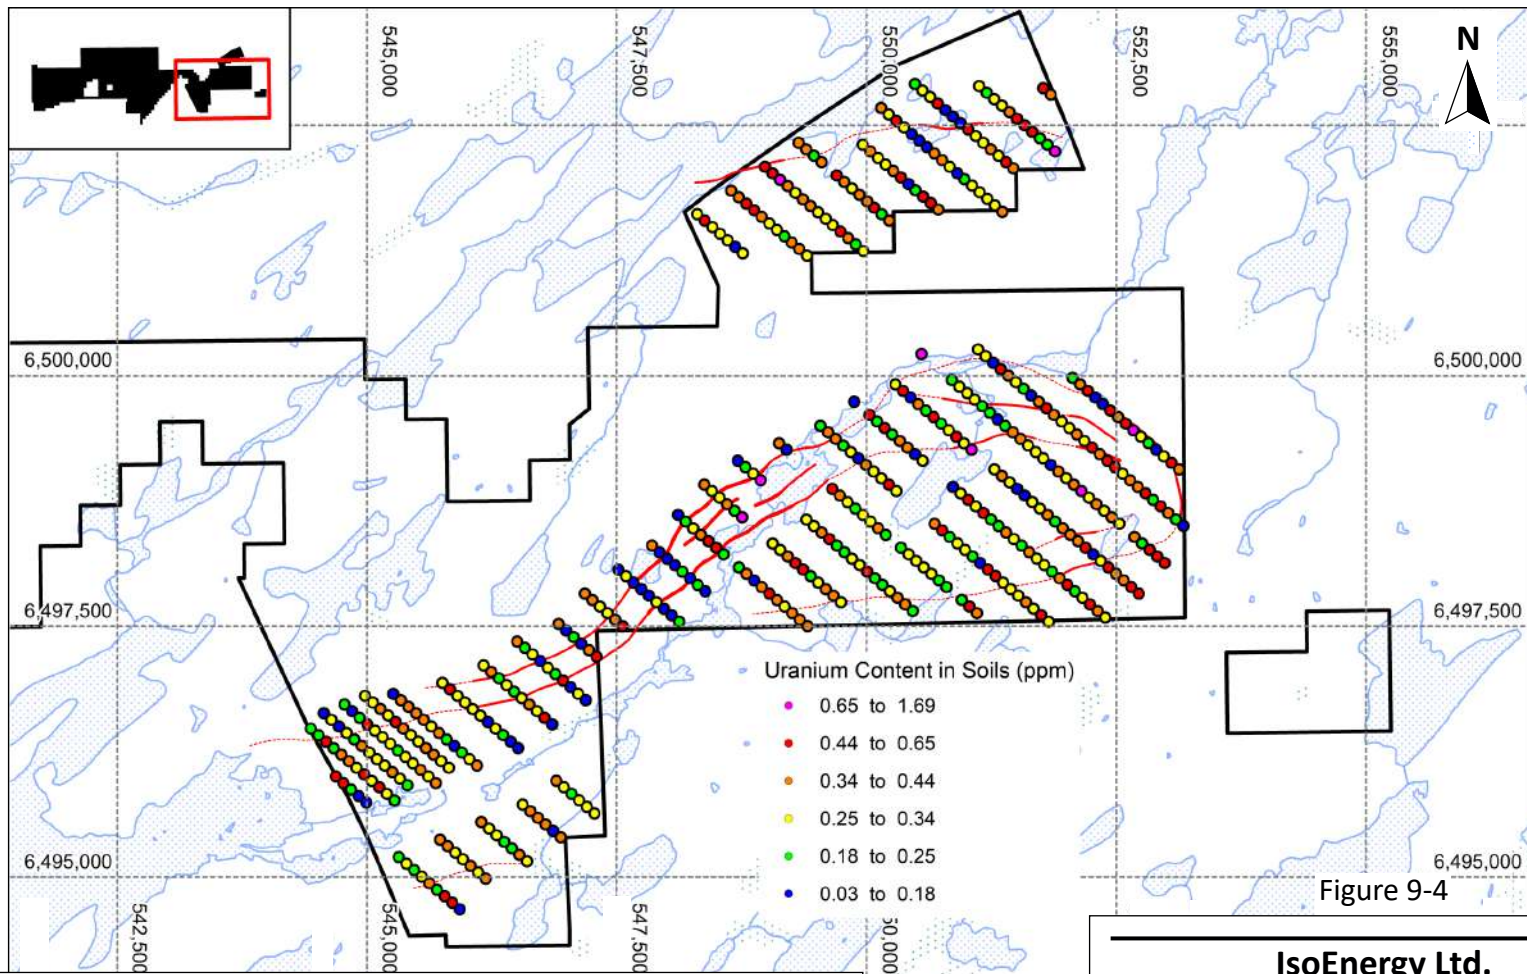 545,000
547,500
550,000
552,500
555,000
N
6,500,000
6,500,000
6,497,500
6,497,500
Uranium Content in Soils (ppm)
0.65 to 1.69
0.44 to 0.65
0.34 to 0.44
0.25 to 0.34
0.18 to 0.25
0.03 to 0.18
6,495,000
6,495,000
Figure 9-4
542,500
545,000
547,500
50,000
IsoEnergy Ltd.